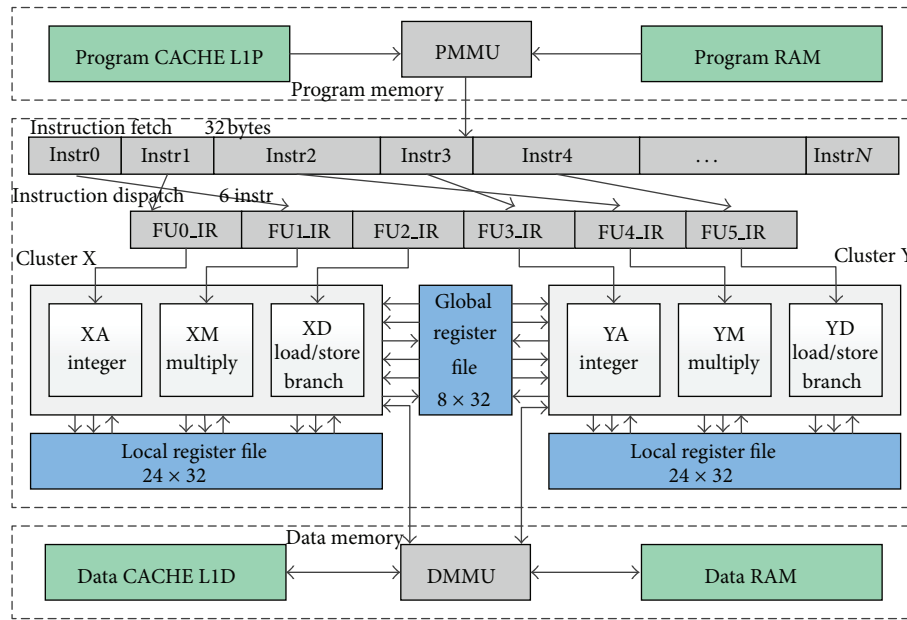 Program CACHE L1P
PMMU
Program RAM
Program memory
Instruction fetch 32 bytes
Instr0 Instr1 Instr2 Instr3 Instr4 ... InstrN
Instruction dispatch 6 instr
FU0_IR FU1_IR FU2_IR FU3_IR FU4_IR FU5_IR
Cluster X
Cluster Y
XA
integer
XM
multiply
XD
load/store
branch
Global
register
file
8 × 32
YA
integer
YM
multiply
YD
load/store
branch
Local register file
24 × 32
Local register file
24 × 32
Data memory
Data CACHE L1D
DMMU
Data RAM